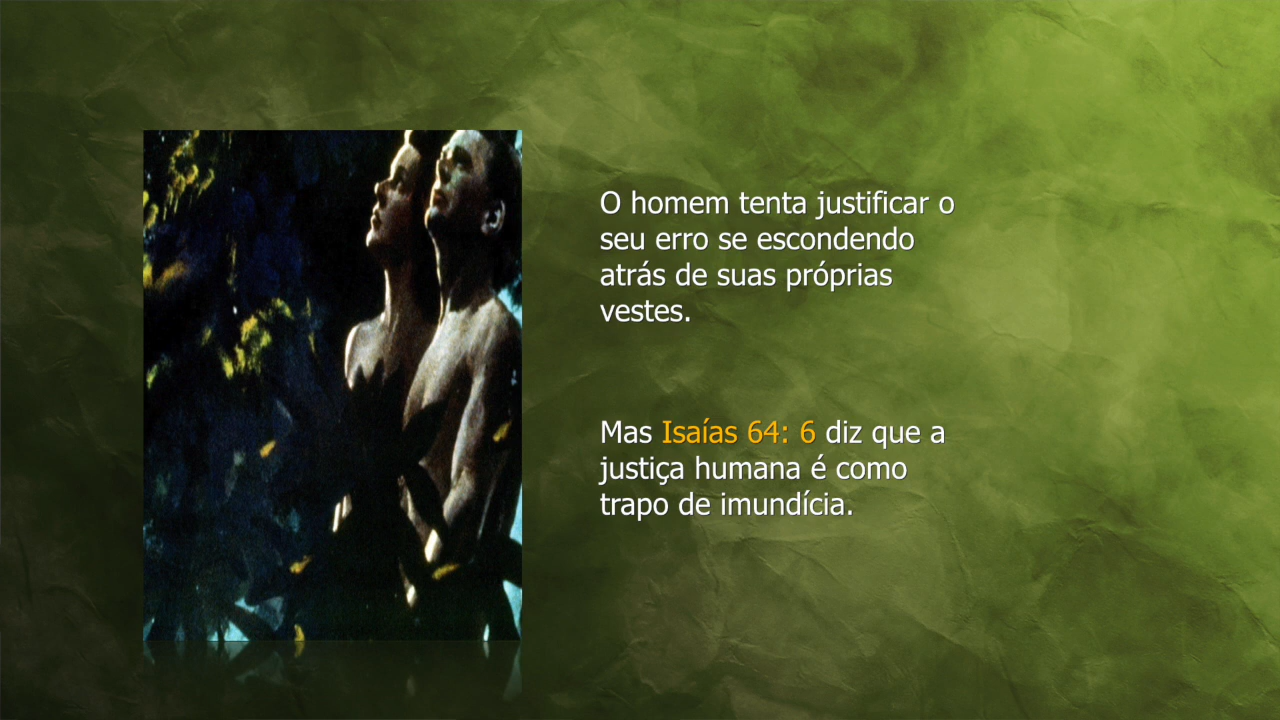 O homem tenta justificar o
seu erro se escondendo
atrás de suas próprias
vestes.
Mas Isaías 64: 6 diz que a
justiça humana é como
trapo de imundícia.